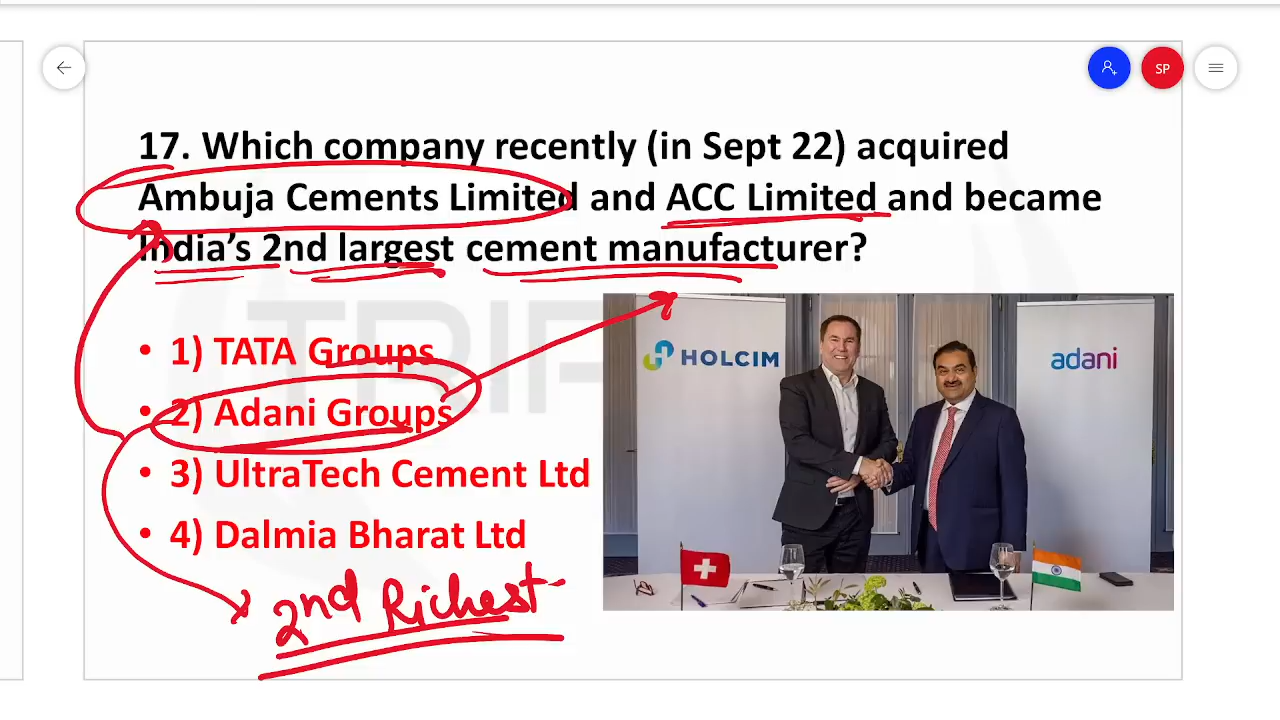 SP
17. Which company recently (in Sept 22) acquired
Ambuja Cements Limited and ACC Limited and became
India's 2nd largest cement manufacturer?
• 1) TATA Groups
• 2) Adani Groups
• 3) UltraTech Cement Ltd
• 4) Dalmia Bharat Ltd
2nd Richest
HOLCIM
adani